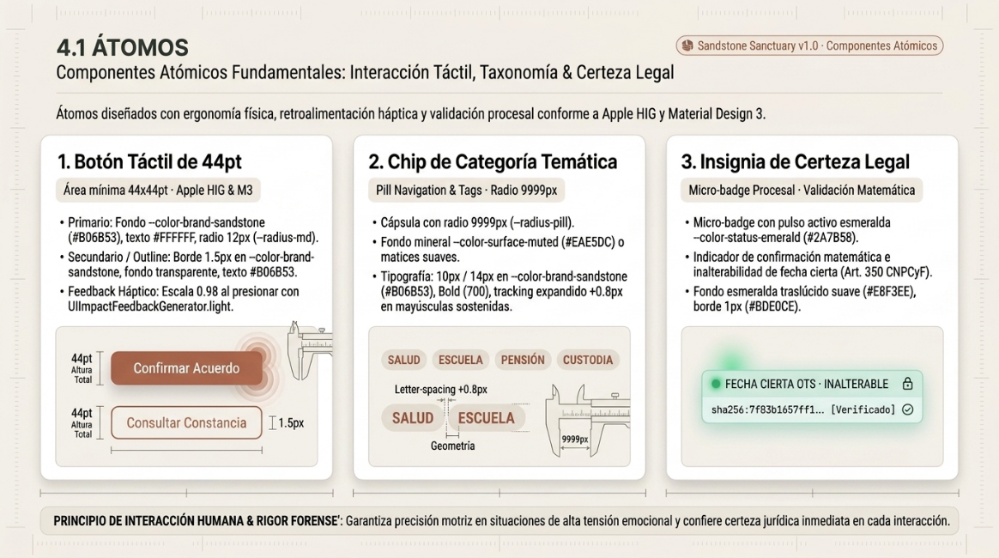 4.1 ÁTOMOS
Sandstone Sanctuary v1.0 · Componentes Atómicos
Componentes Atómicos Fundamentales: Interacción Táctil, Taxonomía & Certeza Legal
Átomos diseñados con ergonomía física, retroalimentación háptica y validación procesal conforme a Apple HIG y Material Design 3.
1. Botón Táctil de 44pt
Área mínima 44x44pt · Apple HIG & M3
• Primario: Fondo --color-brand-sandstone
(#B06B53), texto #FFFFFF, radio 12px (--radius-md).
• Secundario / Outline: Borde 1.5px en --color-brand-
sandstone, fondo transparente, texto #B06B53.
• Feedback Háptico: Escala 0.98 al presionar con
UIImpactFeedbackGenerator.light.
44pt
Altura
Total
Confirmar Acuerdo
44pt
Altura
Total
Consultar Constancia
1.5px
2. Chip de Categoría Temática
Pill Navigation & Tags · Radio 9999px
• Cápsula con radio 9999px (--radius-pill).
• Fondo mineral --color-surface-muted (#EAE5DC) o
matices suaves.
• Tipografía: 10px / 14px en --color-brand-sandstone
(#B06B53), Bold (700), tracking expandido +0.8px
en mayúsculas sostenidas.
SALUD ESCUELA PENSIÓN CUSTODIA
Letter-spacing +0.8px
SALUD ESCUELA
Geometría
9999px
3. Insignia de Certeza Legal
Micro-badge Procesal · Validación Matemática
• Micro-badge con pulso activo esmeralda
--color-status-emerald (#2A7B58).
• Indicador de confirmación matemática e
inalterabilidad de fecha cierta (Art. 350 CNPCyF).
• Fondo esmeralda traslúcido suave (#E8F3EE),
borde 1px (#BDE0CE).
FECHA CIERTA OTS · INALTERABLE
sha256:7f83b1657ff1... [Verificado]
PRINCIPIO DE INTERACCIÓN HUMANA & RIGOR FORENSE': Garantiza precisión motriz en situaciones de alta tensión emocional y confiere certeza jurídica inmediata en cada interacción.